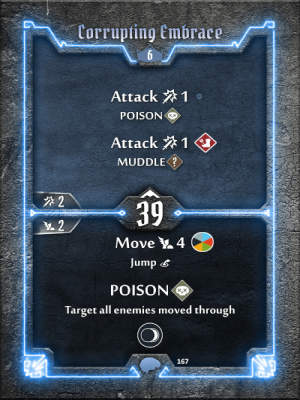 Corrupting Embrace
6
Attack 1
POISON
Attack 1
MUDDLE ?
2
39
2
Move 4
Jump
POISON
Target all enemies moved through
167